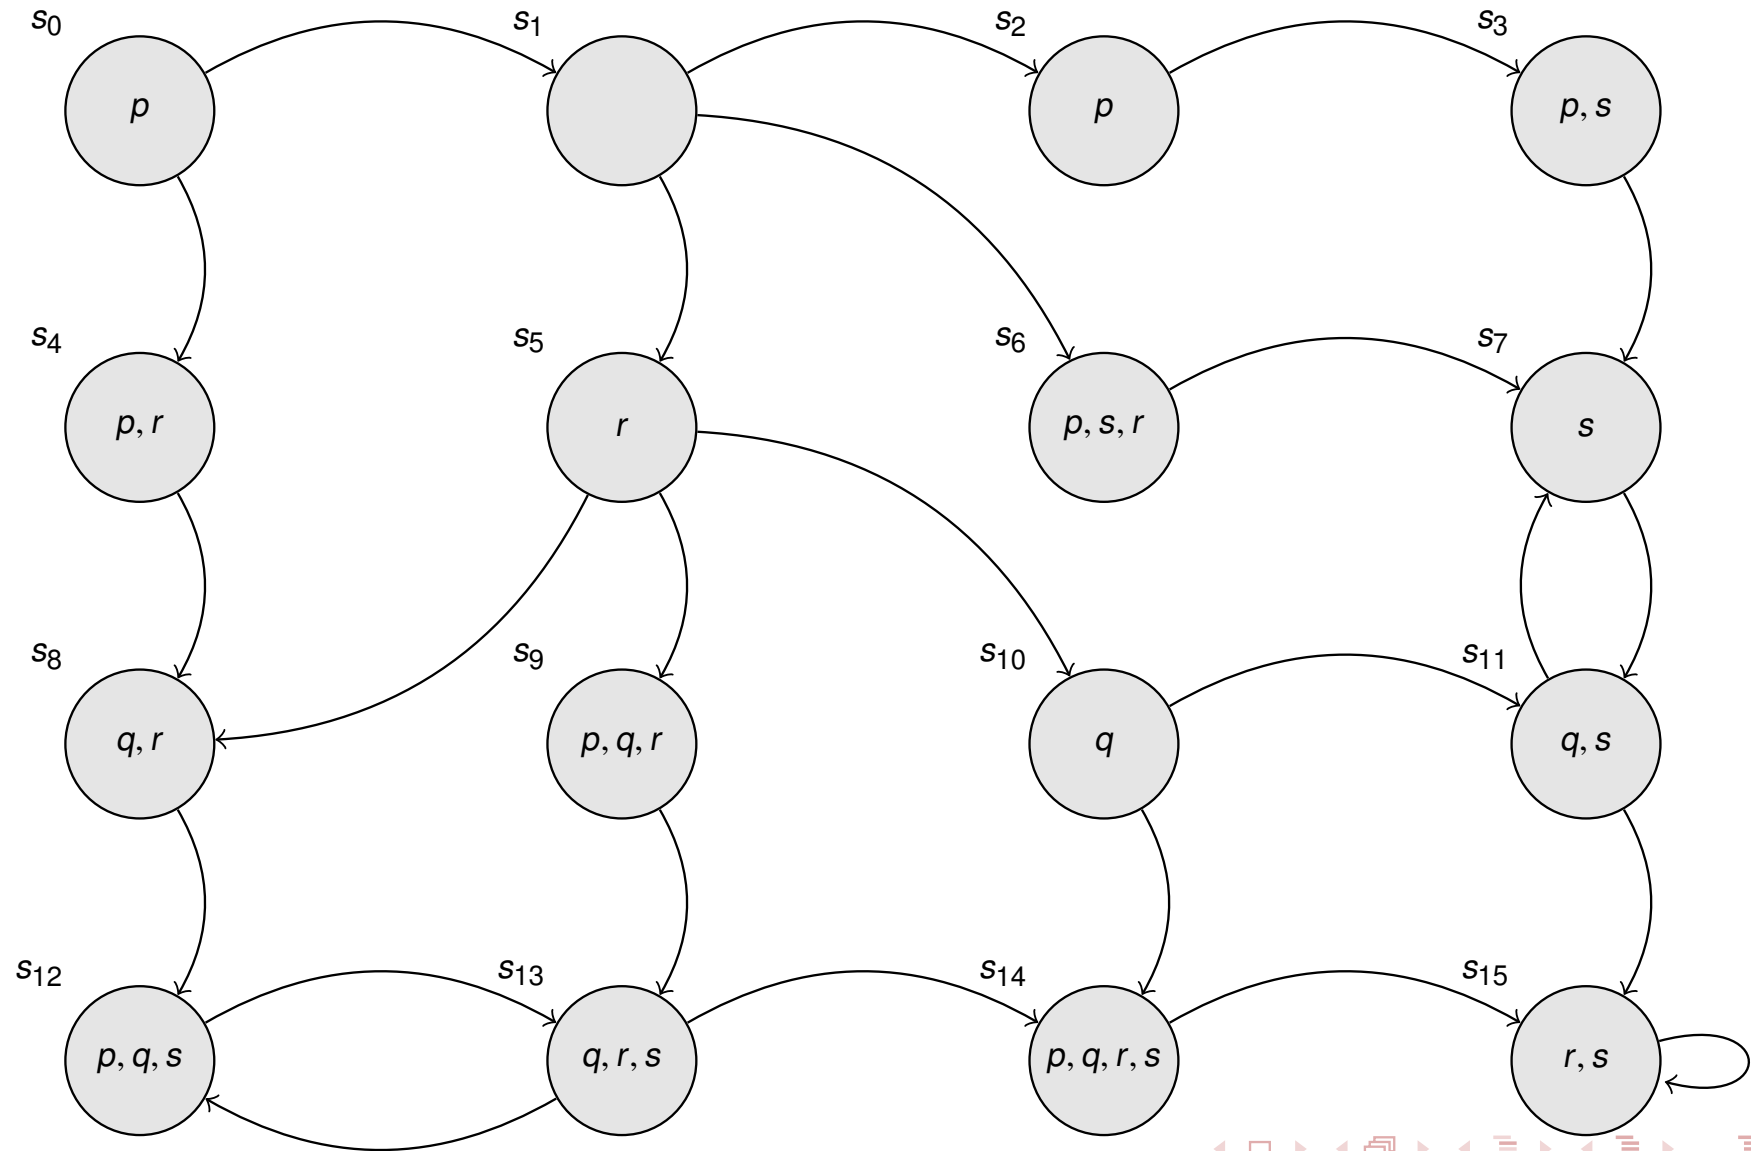 s0 s1 s2 s3
p p p, s
s4 s5 s6 s7
p, r r p, s, r s
s8 s9 s10 s11
q, r p, q, r q q, s
s12 s13 s14 s15
p, q, s q, r, s p, q, r, s r, s